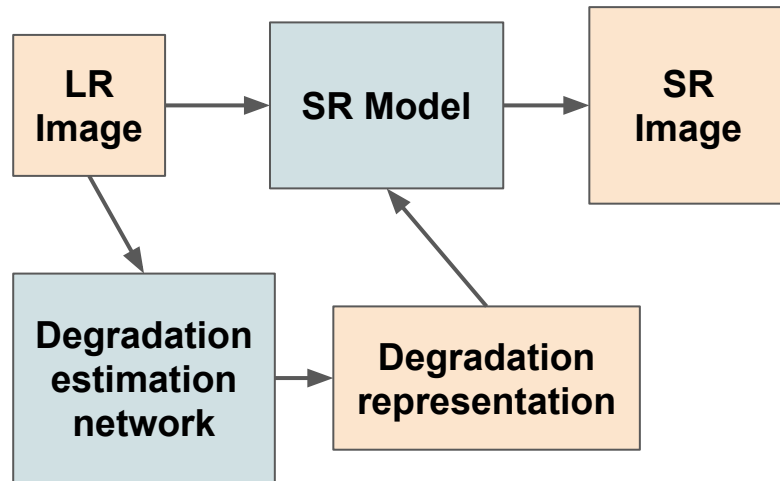 LR
Image
SR Model
SR
Image
Degradation
estimation
network
Degradation
representation